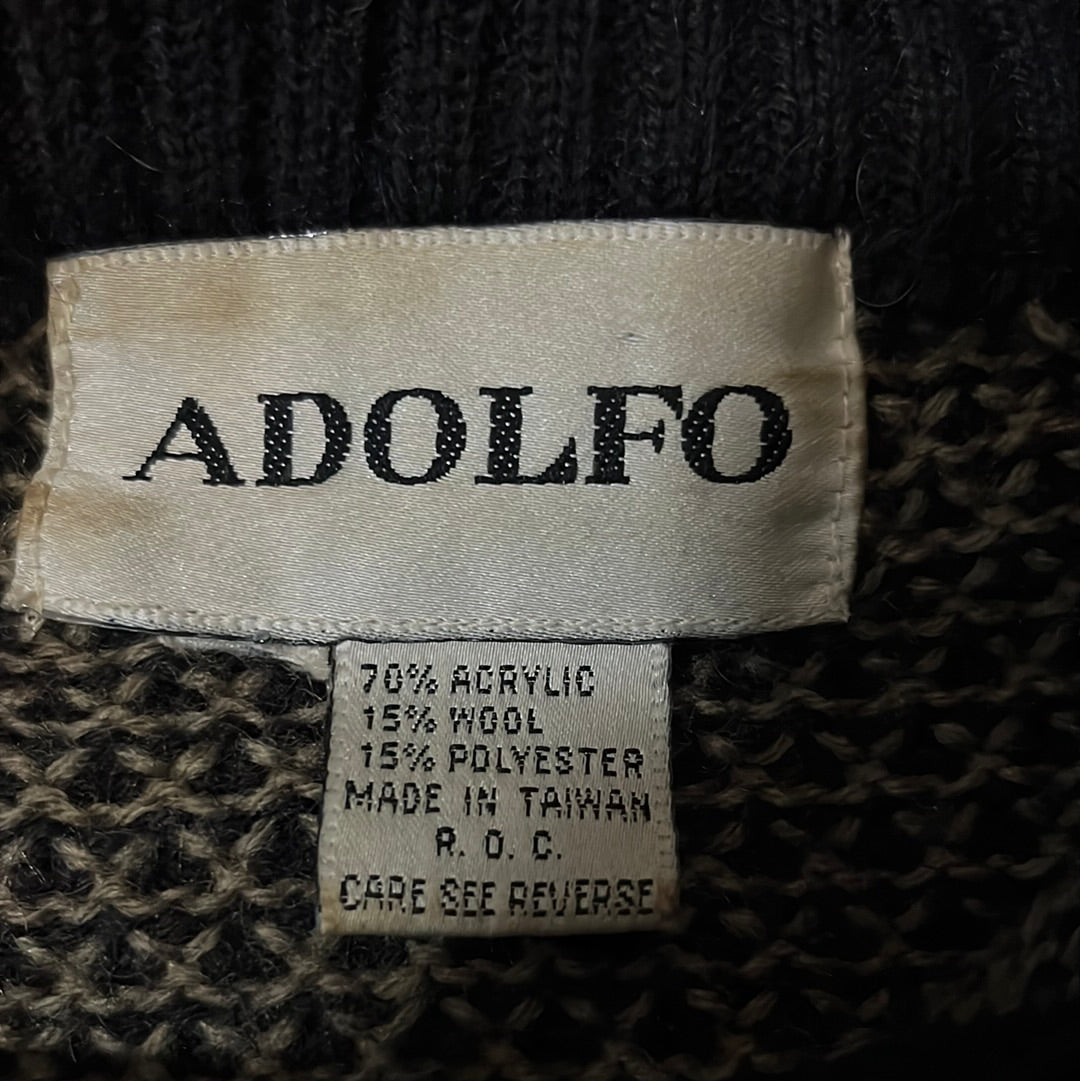 ADOLFO
70% ACRYLIC
15% WOOL
15% POLYESTER
MADE IN TAIWAN
R. O. C.
CARE SEE REVERSE